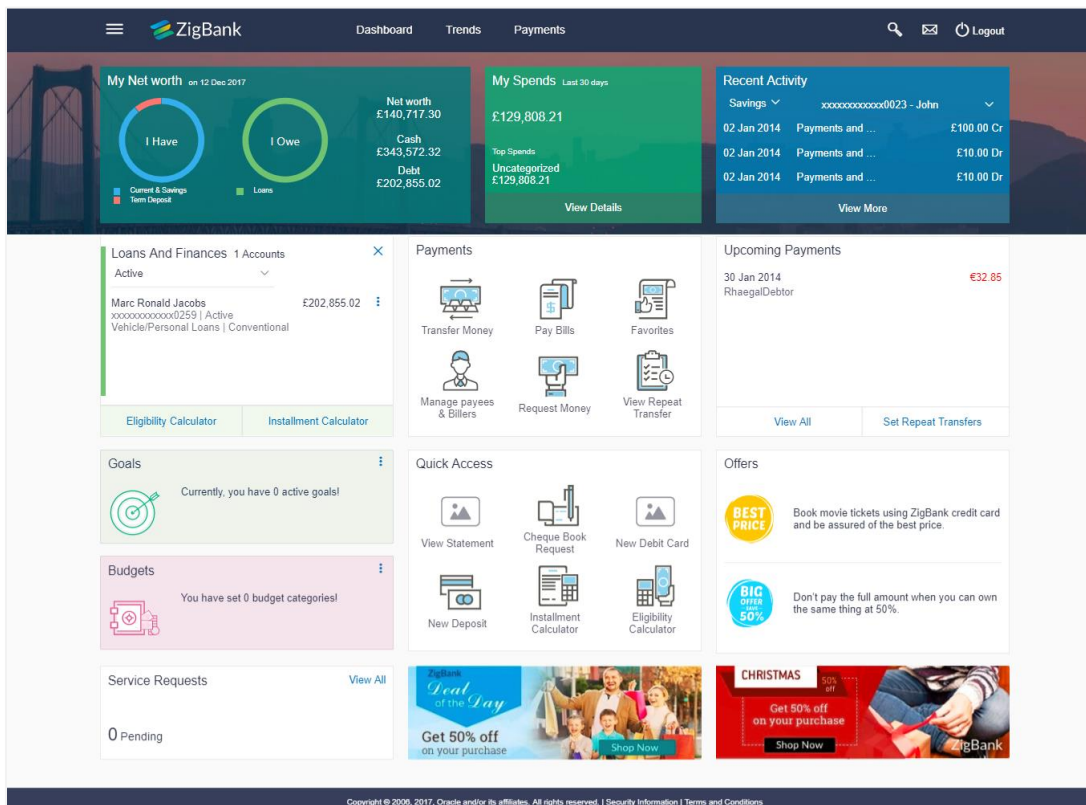 ZigBank
Dashboard Trends Payments
Logout
My Net worth on 12 Dec 2017
I Have
I Owe
Current & Savings
Term Deposit
Loans
Net worth
£140,717.30
Cash
£343,572.32
Debt
£202,855.02
My Spends Last 30 days
£129,808.21
Top Spends
Uncategorized
£129,808.21
View Details
Recent Activity
Savings xxxxxxxxxxxx0023 - John
02 Jan 2014 Payments and ... £100.00 Cr
02 Jan 2014 Payments and ... £10.00 Dr
02 Jan 2014 Payments and ... £10.00 Dr
View More
Loans And Finances 1 Accounts
Active
Marc Ronald Jacobs £202,855.02
xxxxxxxxxxxx0259 | Active
Vehicle/Personal Loans | Conventional
Eligibility Calculator Installment Calculator
Payments
Transfer Money Pay Bills Favorites
Manage payees
& Billers
Request Money
View Repeat
Transfer
Upcoming Payments
30 Jan 2014 €32.85
RhaegalDebtor
View All Set Repeat Transfers
Goals
Currently, you have 0 active goals!
Budgets
You have set 0 budget categories!
Quick Access
View Statement
Cheque Book
Request
New Debit Card
New Deposit
Installment
Calculator
Eligibility
Calculator
Offers
BEST
PRICE
Book movie tickets using ZigBank credit card
and be assured of the best price.
BIG
OFFER
SAVE
50%
Don't pay the full amount when you can own
the same thing at 50%.
Service Requests View All
0 Pending
ZigBank
Deal
of the Day
Get 50% off
on your purchase
Shop Now
CHRISTMAS
50%
off
Get 50% off
on your purchase
Shop Now
ZigBank
Copyright © 2006, 2017, Oracle and/or its affiliates. All rights reserved. | Security Information | Terms and Conditions